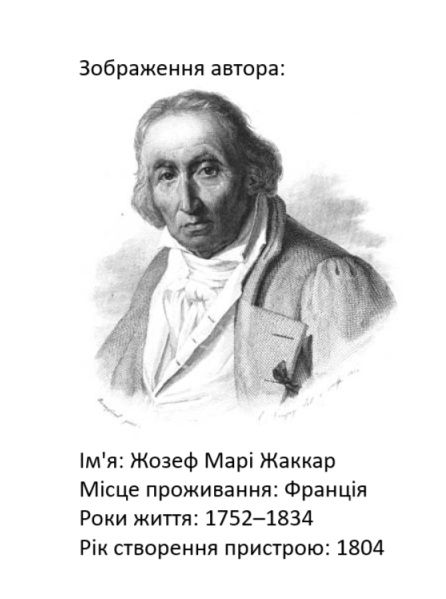 Зображення автора:
Ім'я: Жозеф Марі Жаккар
Місце проживання: Франція
Роки життя: 1752–1834
Рік створення пристрою: 1804